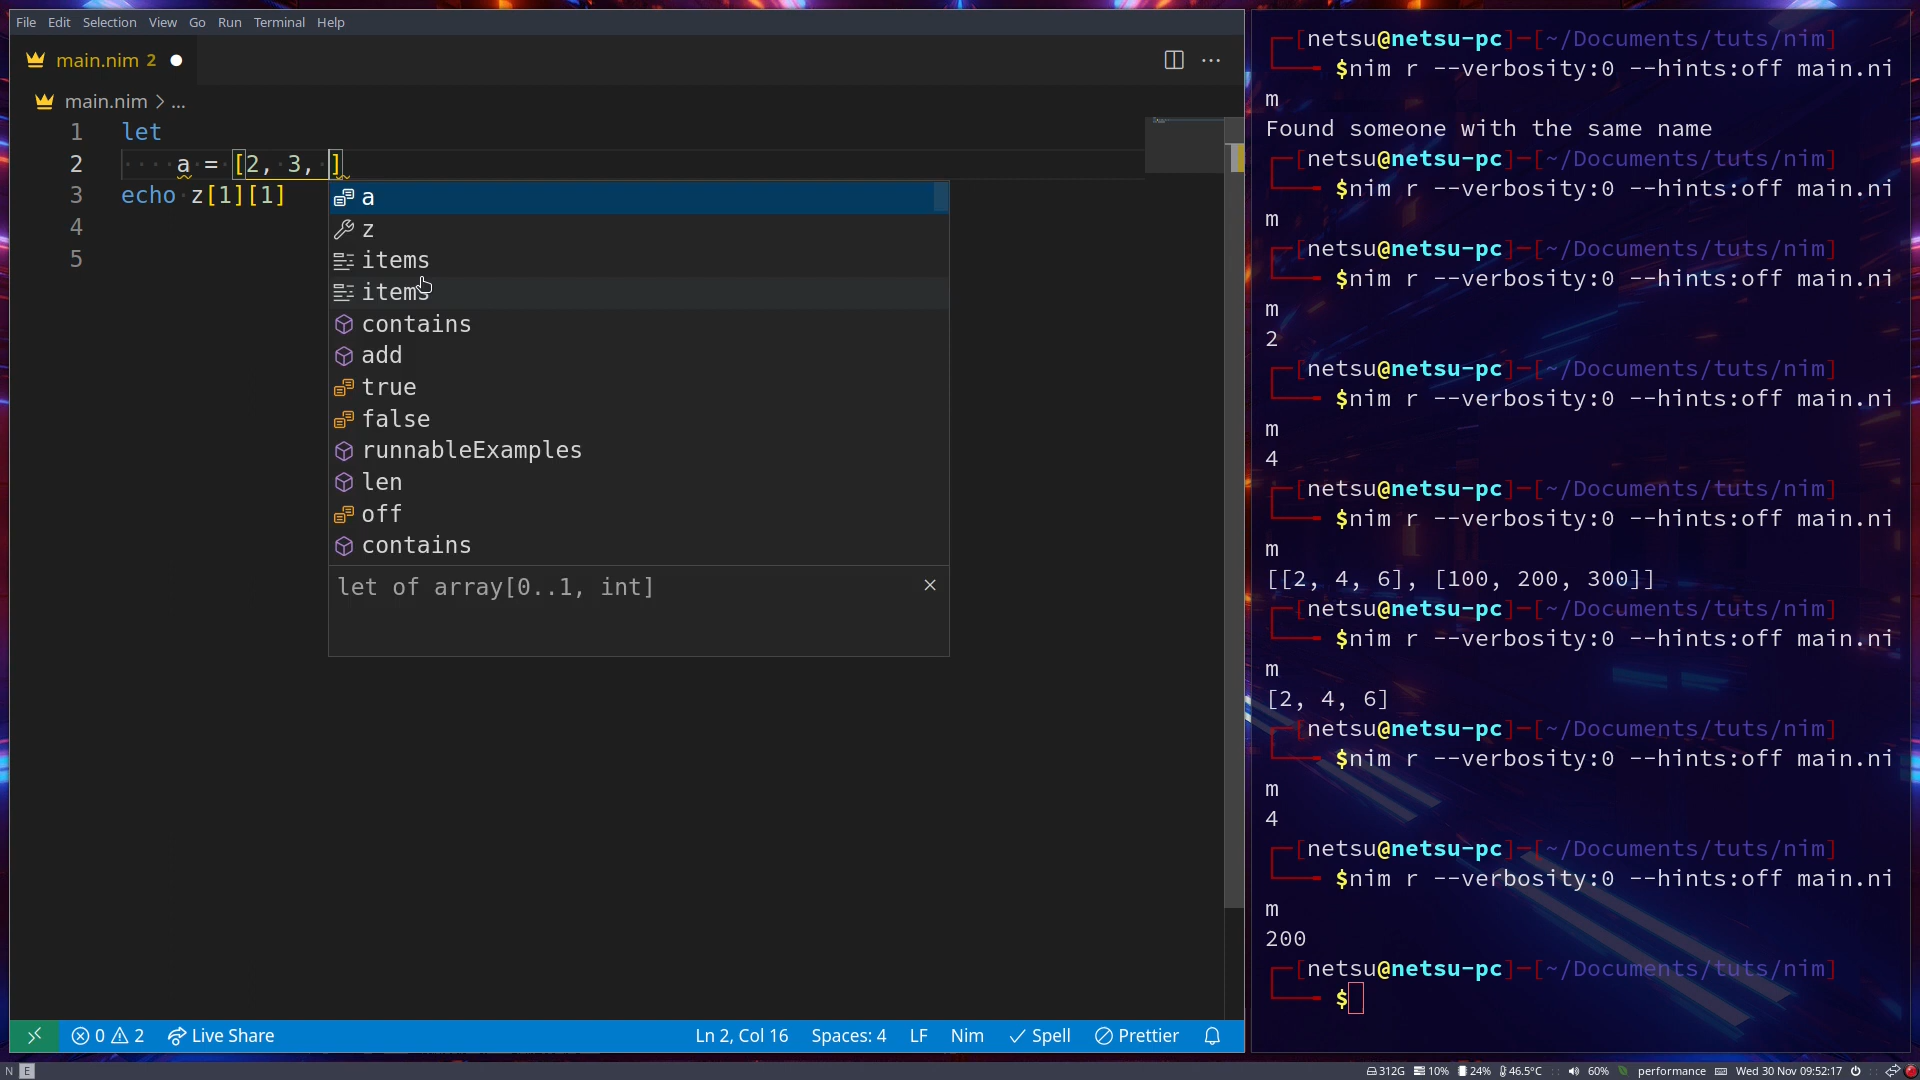 File Edit Selection View Go Run Terminal Help
main.nim 2
main.nim > ...
1 let
2 ····a·=·[2,·3,·]
3 echo·z[1][1]
4
5
a
z
items
items
contains
add
true
false
runnableExamples
len
off
contains
let of array[0..1, int]
0 2 Live Share Ln 2, Col 16 Spaces: 4 LF Nim Spell Prettier
[netsu@netsu-pc]─[~/Documents/tuts/nim]
$nim r --verbosity:0 --hints:off main.ni
m
Found someone with the same name
[netsu@netsu-pc]─[~/Documents/tuts/nim]
$nim r --verbosity:0 --hints:off main.ni
m
[netsu@netsu-pc]─[~/Documents/tuts/nim]
$nim r --verbosity:0 --hints:off main.ni
m
2
[netsu@netsu-pc]─[~/Documents/tuts/nim]
$nim r --verbosity:0 --hints:off main.ni
m
4
[netsu@netsu-pc]─[~/Documents/tuts/nim]
$nim r --verbosity:0 --hints:off main.ni
m
[[2, 4, 6], [100, 200, 300]]
[netsu@netsu-pc]─[~/Documents/tuts/nim]
$nim r --verbosity:0 --hints:off main.ni
m
[2, 4, 6]
[netsu@netsu-pc]─[~/Documents/tuts/nim]
$nim r --verbosity:0 --hints:off main.ni
m
4
[netsu@netsu-pc]─[~/Documents/tuts/nim]
$nim r --verbosity:0 --hints:off main.ni
m
200
[netsu@netsu-pc]─[~/Documents/tuts/nim]
$
N E 312G 10% 24% 46.5°C 60% performance Wed 30 Nov 09:52:17